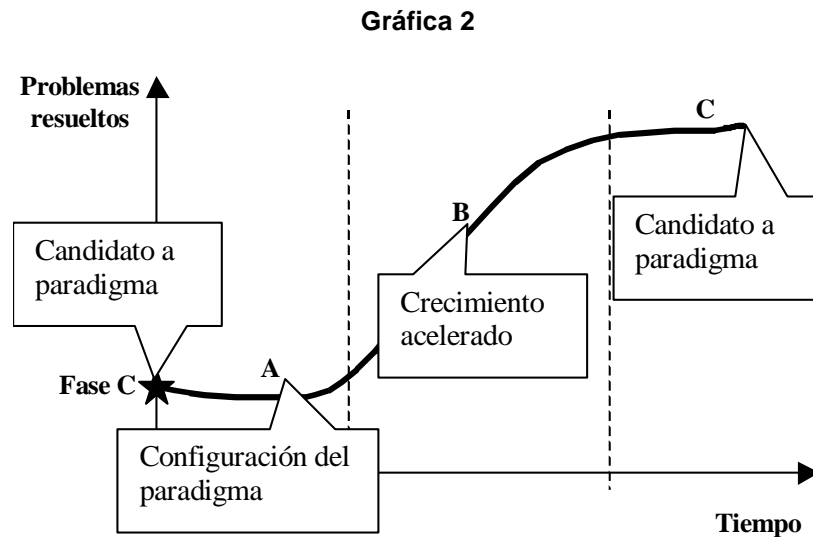 Gráfica 2
Problemas
resueltos
C
Candidato a
paradigma
B
Candidato a
paradigma
Crecimiento
acelerado
A
Fase C
Configuración del
paradigma
Tiempo